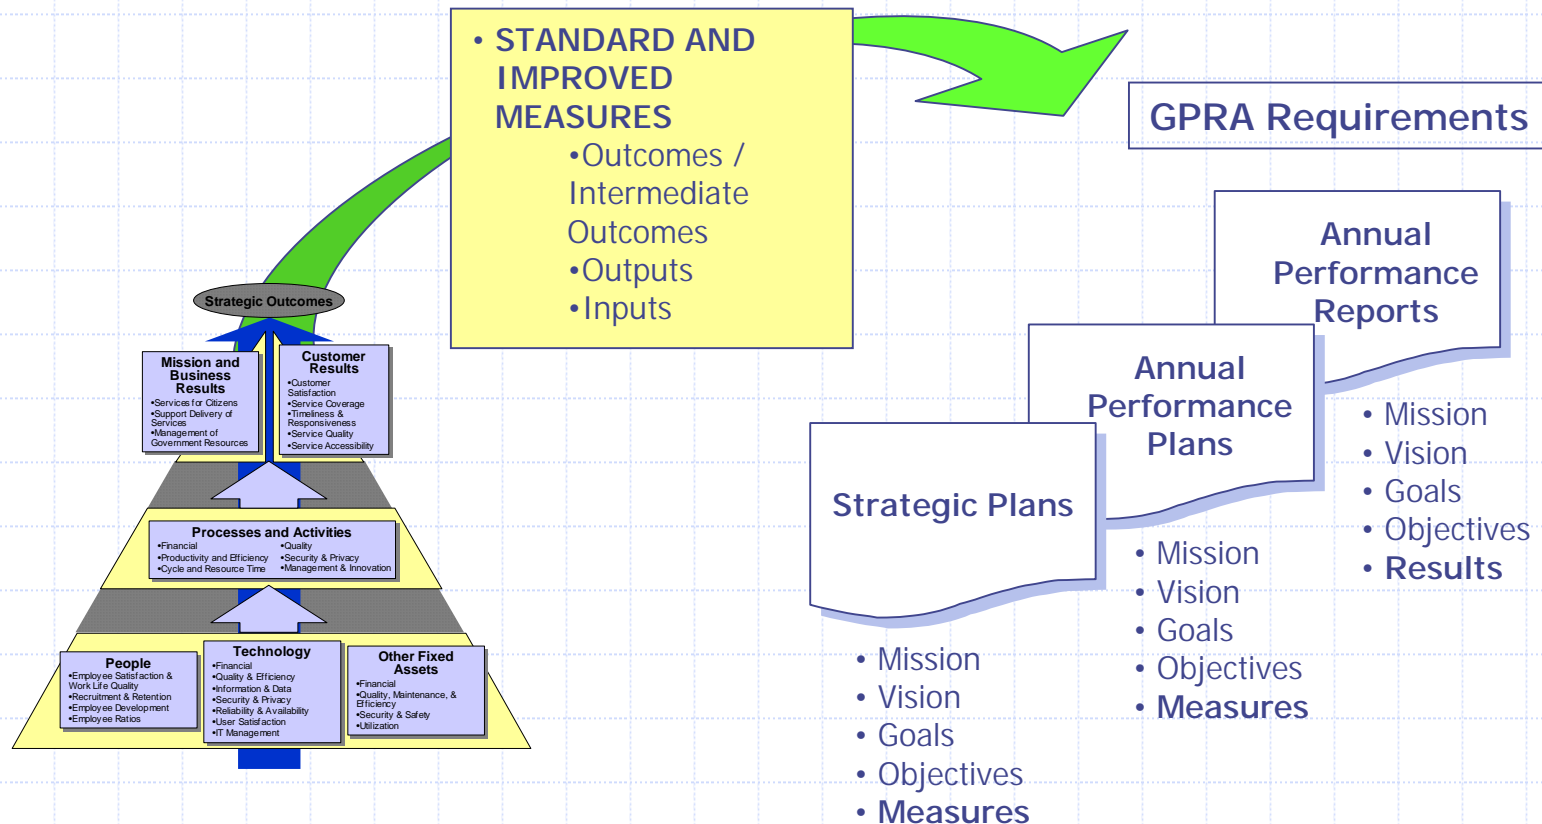 • STANDARD AND
IMPROVED
MEASURES
•Outcomes /
Intermediate
Outcomes
•Outputs
•Inputs
GPRA Requirements
Strategic Outcomes
Mission and
Business
Results
•Services for Citizens
•Support Delivery of
Services
•Management of
Government Resources
Customer
Results
•Customer
Satisfaction
•Service Coverage
•Timeliness &
Responsiveness
•Service Quality
•Service Accessibility
Processes and Activities
•Financial
•Productivity and Efficiency
•Cycle and Resource Time
•Quality
•Security & Privacy
•Management & Innovation
People
•Employee Satisfaction &
Work Life Quality
•Recruitment & Retention
•Employee Development
•Employee Ratios
Technology
•Financial
•Quality & Efficiency
•Information & Data
•Security & Privacy
•Reliability & Availability
•User Satisfaction
•IT Management
Other Fixed
Assets
•Financial
•Quality, Maintenance, &
Efficiency
•Security & Safety
•Utilization
Strategic Plans
• Mission
• Vision
• Goals
• Objectives
• Measures
Annual
Performance
Plans
• Mission
• Vision
• Goals
• Objectives
• Measures
Annual
Performance
Reports
• Mission
• Vision
• Goals
• Objectives
• Results